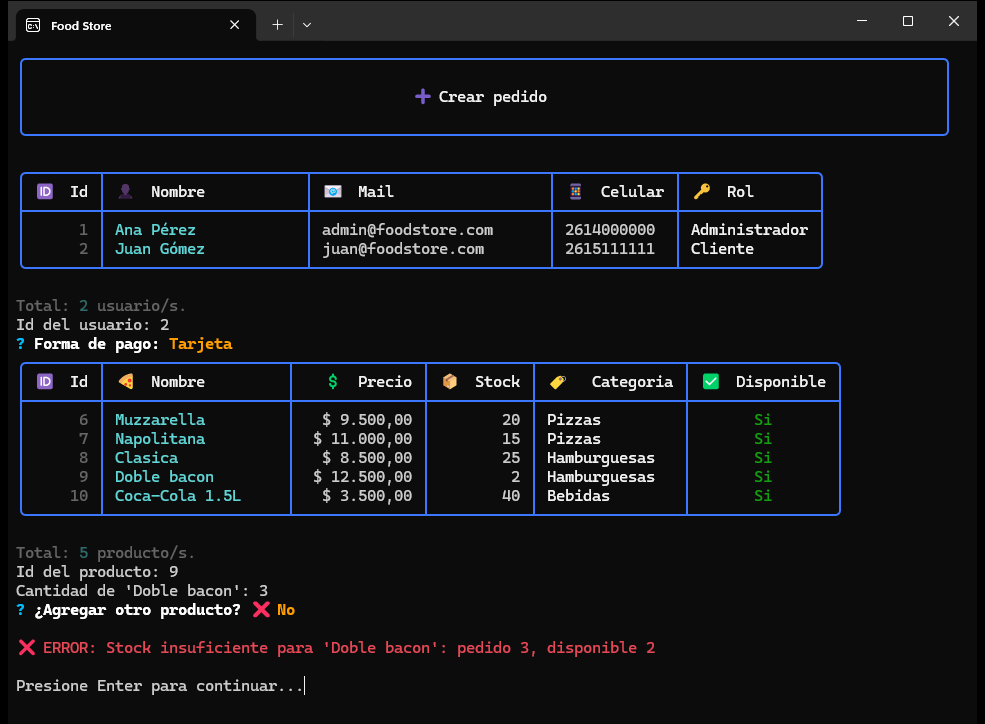 Food Store
➕ Crear pedido
🆔 Id 👤 Nombre 📧 Mail 📱 Celular 🔑 Rol
1 Ana Pérez admin@foodstore.com 2614000000 Administrador
2 Juan Gómez juan@foodstore.com 2615111111 Cliente
Total: 2 usuario/s.
Id del usuario: 2
? Forma de pago: Tarjeta
🆔 Id 🍕 Nombre 💲 Precio 📦 Stock 🏷️ Categoria ✅ Disponible
6 Muzzarella $ 9.500,00 20 Pizzas Si
7 Napolitana $ 11.000,00 15 Pizzas Si
8 Clasica $ 8.500,00 25 Hamburguesas Si
9 Doble bacon $ 12.500,00 2 Hamburguesas Si
10 Coca-Cola 1.5L $ 3.500,00 40 Bebidas Si
Total: 5 producto/s.
Id del producto: 9
Cantidad de 'Doble bacon': 3
? ¿Agregar otro producto? ❌ No
❌ ERROR: Stock insuficiente para 'Doble bacon': pedido 3, disponible 2
Presione Enter para continuar...